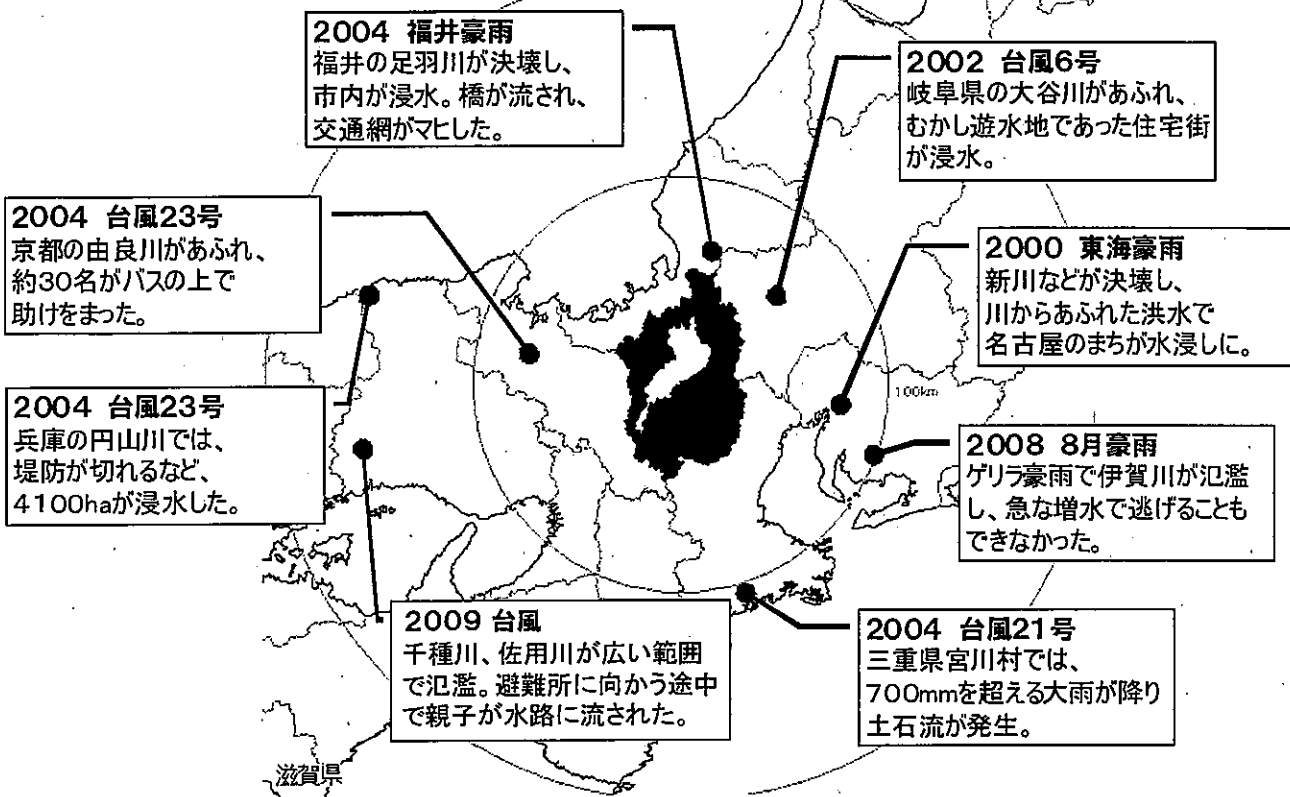 2004 福井豪雨
福井の足羽川が決壊し、
市内が浸水。橋が流され、
交通網がマヒした。
2002 台風6号
岐阜県の大谷川があふれ、
むかし遊水地であった住宅街
が浸水。
2004 台風23号
京都の由良川があふれ、
約30名がバスの上で
助けをまった。
2000 東海豪雨
新川などが決壊し、
川からあふれた洪水で
名古屋のまちが水浸しに。
100km
2004 台風23号
兵庫の円山川では、
堤防が切れるなど、
4100haが浸水した。
2008 8月豪雨
ゲリラ豪雨で伊賀川が氾濫
し、急な増水で逃げることも
できなかった。
2009 台風
千種川、佐用川が広い範囲
で氾濫。避難所に向かう途中
で親子が水路に流された。
2004 台風21号
三重県宮川村では、
700mmを超える大雨が降り
土石流が発生。
滋賀県